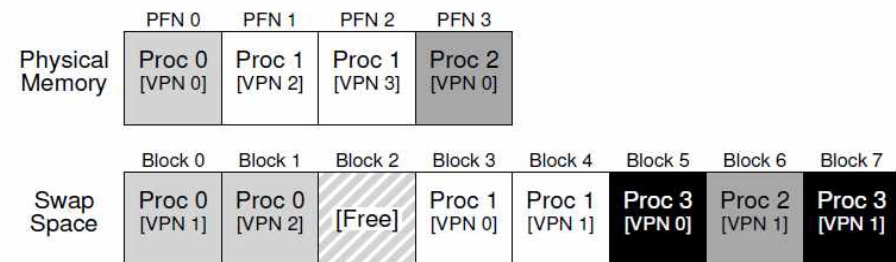 PFN 0 PFN 1 PFN 2 PFN 3
Physical Memory
Proc 0 [VPN 0]
Proc 1 [VPN 2]
Proc 1 [VPN 3]
Proc 2 [VPN 0]
Block 0 Block 1 Block 2 Block 3 Block 4 Block 5 Block 6 Block 7
Swap Space
Proc 0 [VPN 1]
Proc 0 [VPN 2]
[Free]
Proc 1 [VPN 0]
Proc 1 [VPN 1]
Proc 3 [VPN 0]
Proc 2 [VPN 1]
Proc 3 [VPN 1]